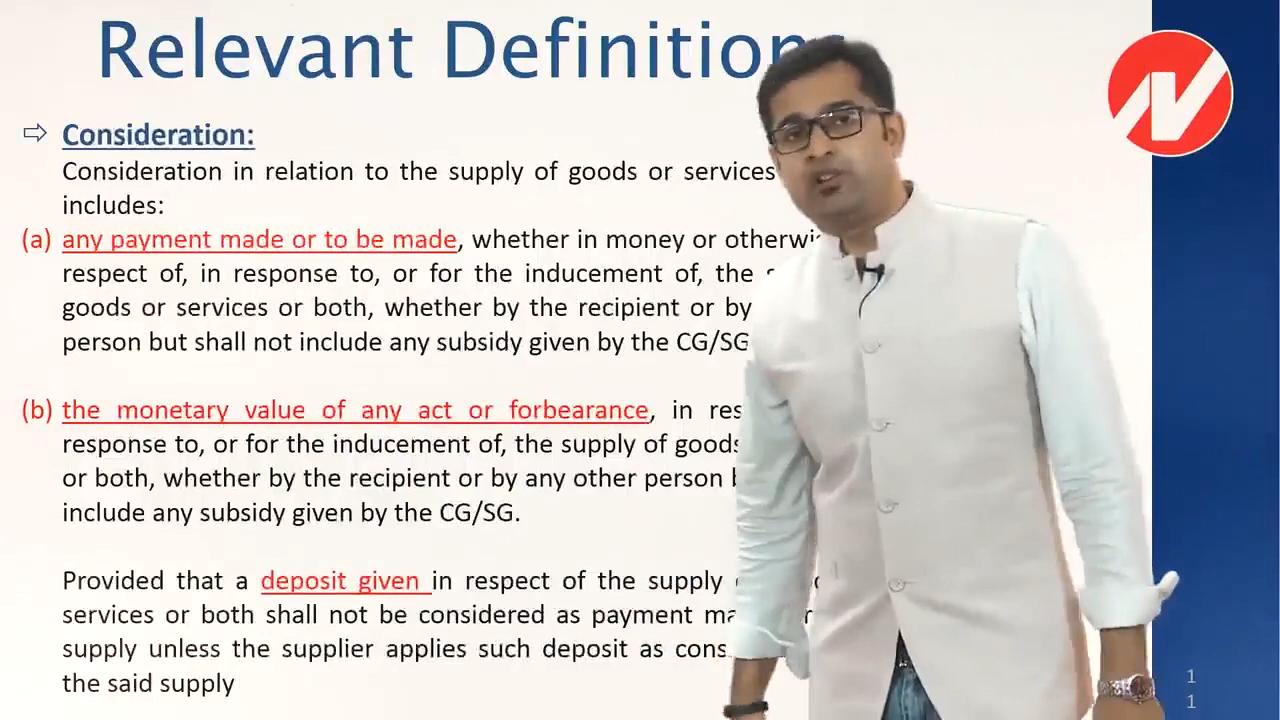 Relevant Definitions
⇨ Consideration:
Consideration in relation to the supply of goods or services
includes:
(a) any payment made or to be made, whether in money or
respect of, in response to, or for the inducement of, the
goods or services or both, whether by the recipient or by
person but shall not include any subsidy given by the CG/SG
(b) the monetary value of any act or forbearance, in
response to, or for the inducement of, the supply of goods
or both, whether by the recipient or by any other person
include any subsidy given by the CG/SG.
Provided that a deposit given in respect of the supply
services or both shall not be considered as payment
supply unless the supplier applies such deposit as
the said supply
1
1